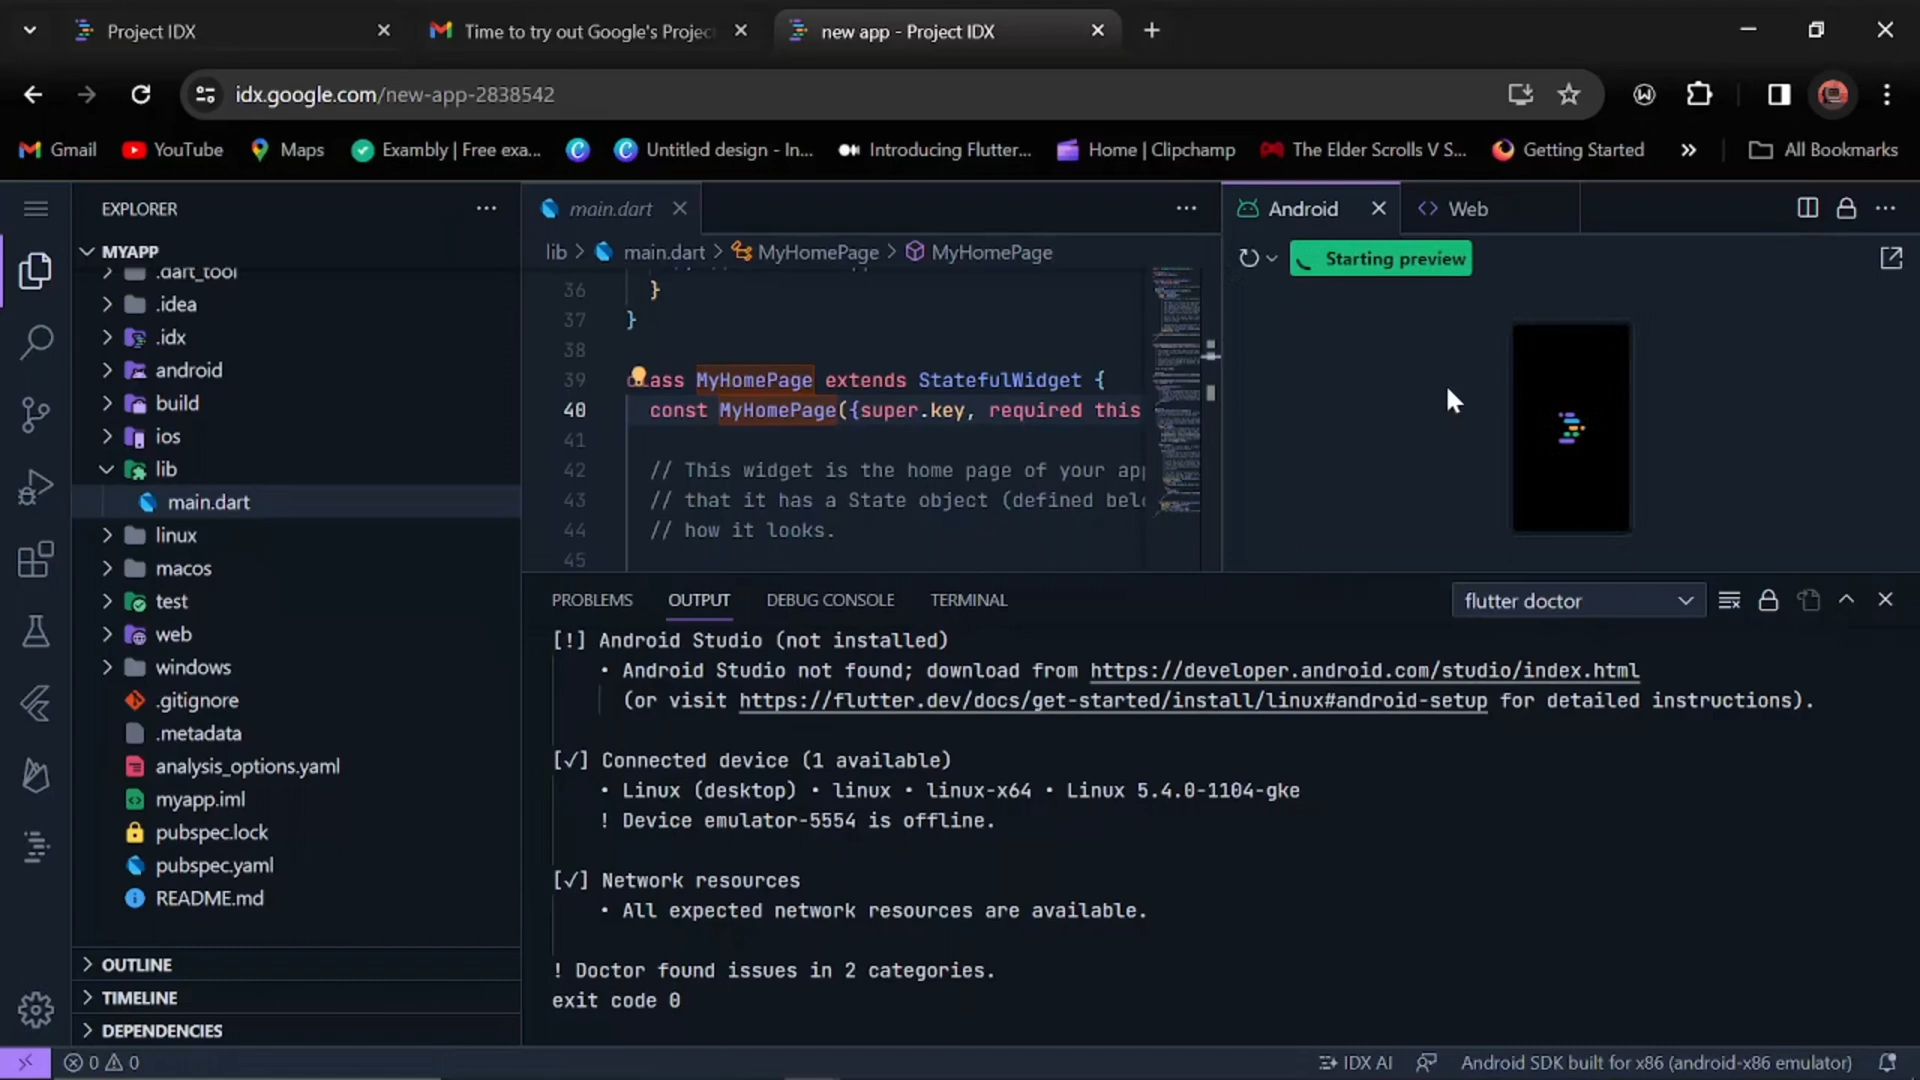 Project IDX
Time to try out Google's Projec
new app - Project IDX
idx.google.com/new-app-2838542
Gmail
YouTube
Maps
Exambly | Free exa...
Untitled design - In...
Introducing Flutter...
Home | Clipchamp
The Elder Scrolls V S...
Getting Started
All Bookmarks
EXPLORER
MYAPP
.dart_tool
.idea
.idx
android
build
ios
lib
main.dart
linux
macos
test
web
windows
.gitignore
.metadata
analysis_options.yaml
myapp.iml
pubspec.lock
pubspec.yaml
README.md
OUTLINE
TIMELINE
DEPENDENCIES
main.dart
lib > main.dart > MyHomePage > MyHomePage
36 }
37 }
38
39 class MyHomePage extends StatefulWidget {
40 const MyHomePage({super.key, required this
41
42 // This widget is the home page of your app
43 // that it has a State object (defined belo
44 // how it looks.
45
Android
Web
Starting preview
PROBLEMS
OUTPUT
DEBUG CONSOLE
TERMINAL
flutter doctor
[!] Android Studio (not installed)
• Android Studio not found; download from https://developer.android.com/studio/index.html
(or visit https://flutter.dev/docs/get-started/install/linux#android-setup for detailed instructions).
[✓] Connected device (1 available)
• Linux (desktop) • linux • linux-x64 • Linux 5.4.0-1104-gke
! Device emulator-5554 is offline.
[✓] Network resources
• All expected network resources are available.
! Doctor found issues in 2 categories.
exit code 0
0 0
IDX AI
Android SDK built for x86 (android-x86 emulator)